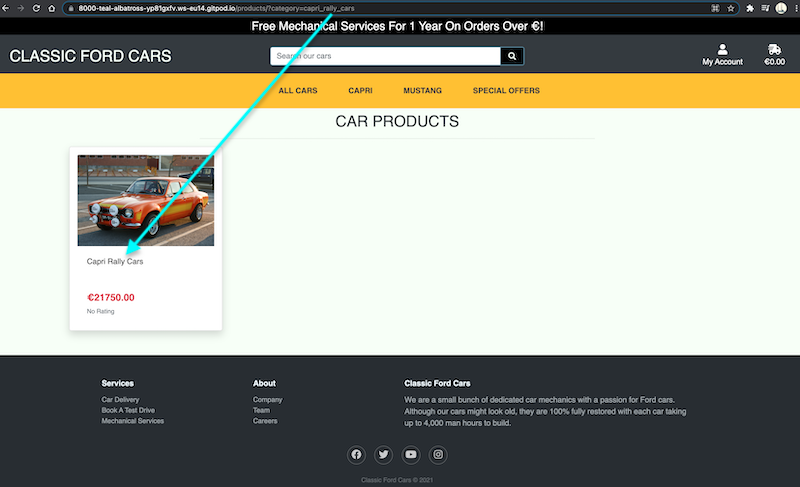 8000-teal-albatross-yp81gxfv.ws-eu14.gitpod.io/products/?category=capri_rally_cars
Free Mechanical Services For 1 Year On Orders Over €!
CLASSIC FORD CARS
Search our cars
My Account
€0.00
ALL CARS
CAPRI
MUSTANG
SPECIAL OFFERS
CAR PRODUCTS
Capri Rally Cars
€21750.00
No Rating
Services
Car Delivery
Book A Test Drive
Mechanical Services
About
Company
Team
Careers
Classic Ford Cars
We are a small bunch of dedicated car mechanics with a passion for Ford cars.
Although our cars might look old, they are 100% fully restored with each car taking
up to 4,000 man hours to build.
Classic Ford Cars © 2021